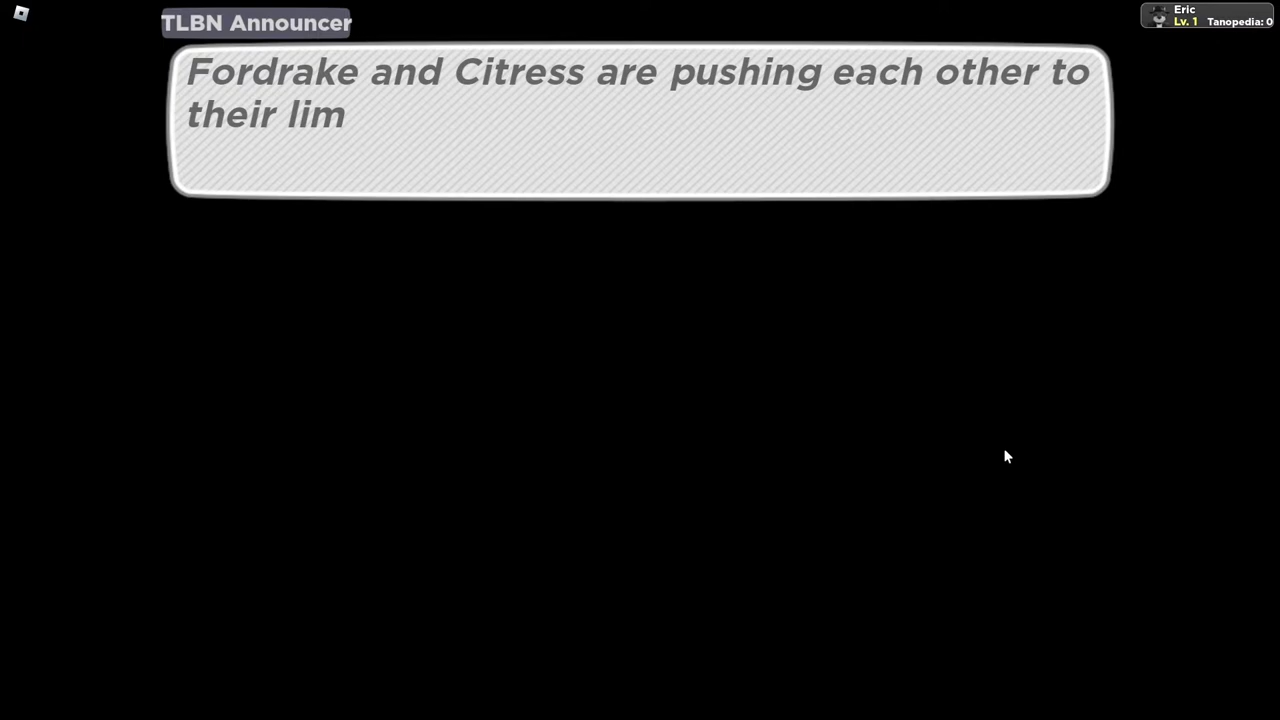 TLBN Announcer
Eric
Lv. 1 Tanopedia: 0
Fordrake and Citress are pushing each other to
their lim